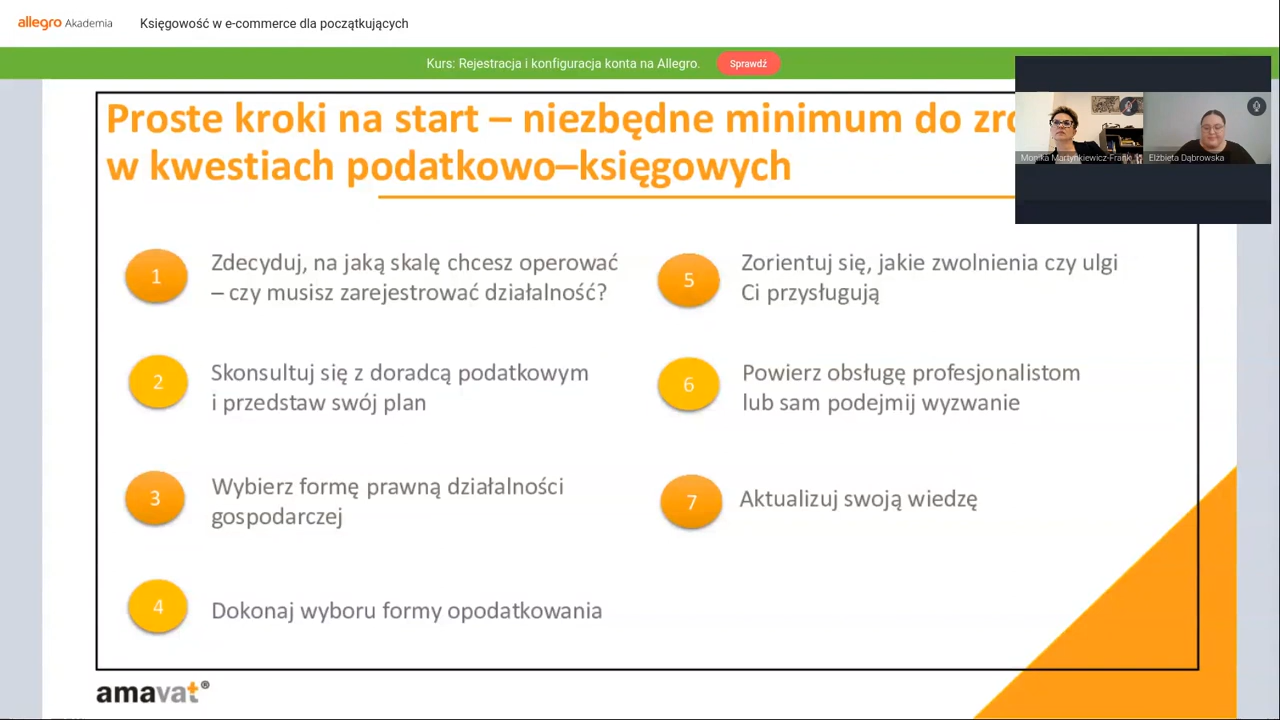 allegro Akademia
Księgowość w e-commerce dla początkujących
Kurs: Rejestracja i konfiguracja konta na Allegro.
Sprawdź
Proste kroki na start – niezbędne minimum do
w kwestiach podatkowo–księgowych
Elżbieta Dąbrowska
1
Zdecyduj, na jaką skalę chcesz operować
– czy musisz zarejestrować działalność?
2
Skonsultuj się z doradcą podatkowym
i przedstaw swój plan
3
Wybierz formę prawną działalności
gospodarczej
4
Dokonaj wyboru formy opodatkowania
5
Zorientuj się, jakie zwolnienia czy ulgi
Ci przysługują
6
Powierz obsługę profesjonalistom
lub sam podejmij wyzwanie
7
Aktualizuj swoją wiedzę
amavat®